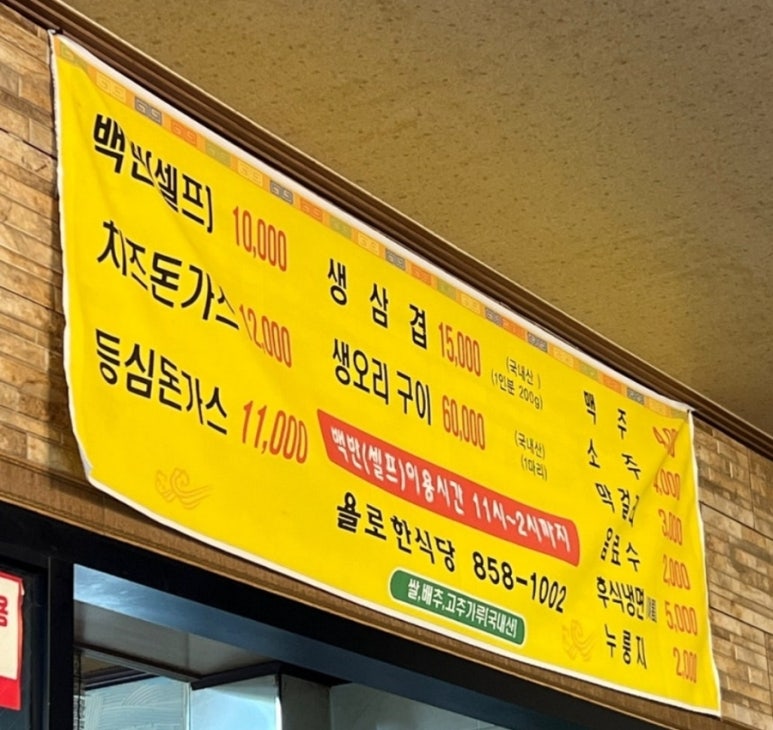 백반(셀프) 10,000
치즈돈가스 12,000
등심돈가스 11,000
생삼겹 15,000 (국내산) (1인분 200g)
생오리구이 60,000 (국내산) (1마리)
백반(셀프)이용시간 11시~2시까지
욜로한식당 858-1002
쌀,배추,고추가루(국내산)
맥주
소주
막걸리 3,000
음료수 2,000
후식냉면 5,000
누룽지 2,000